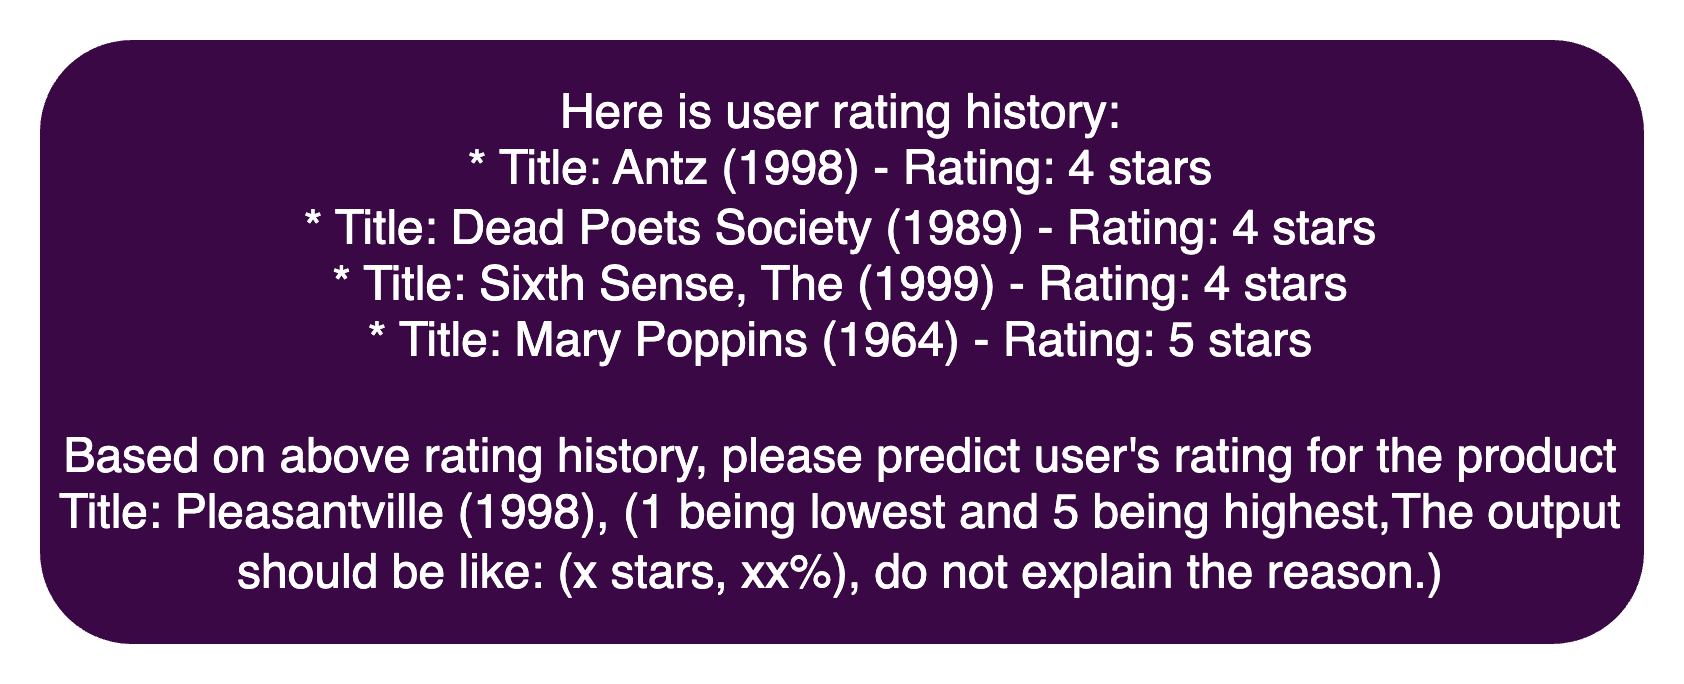 Here is user rating history:
* Title: Antz (1998) - Rating: 4 stars
* Title: Dead Poets Society (1989) - Rating: 4 stars
* Title: Sixth Sense, The (1999) - Rating: 4 stars
* Title: Mary Poppins (1964) - Rating: 5 stars
Based on above rating history, please predict user's rating for the product
Title: Pleasantville (1998), (1 being lowest and 5 being highest,The output
should be like: (x stars, xx%), do not explain the reason.)